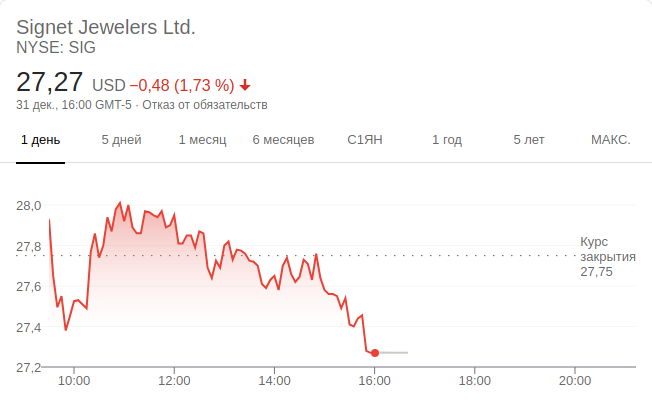 Signet Jewelers Ltd.
NYSE: SIG
27,27 USD −0,48 (1,73 %)
31 дек., 16:00 GMT-5 · Отказ от обязательств
1 день 5 дней 1 месяц 6 месяцев С1ЯН 1 год 5 лет МАКС.
28,0
27,8
27,6
27,4
27,2
Курс
закрытия
27,75
10:00 12:00 14:00 16:00 18:00 20:00